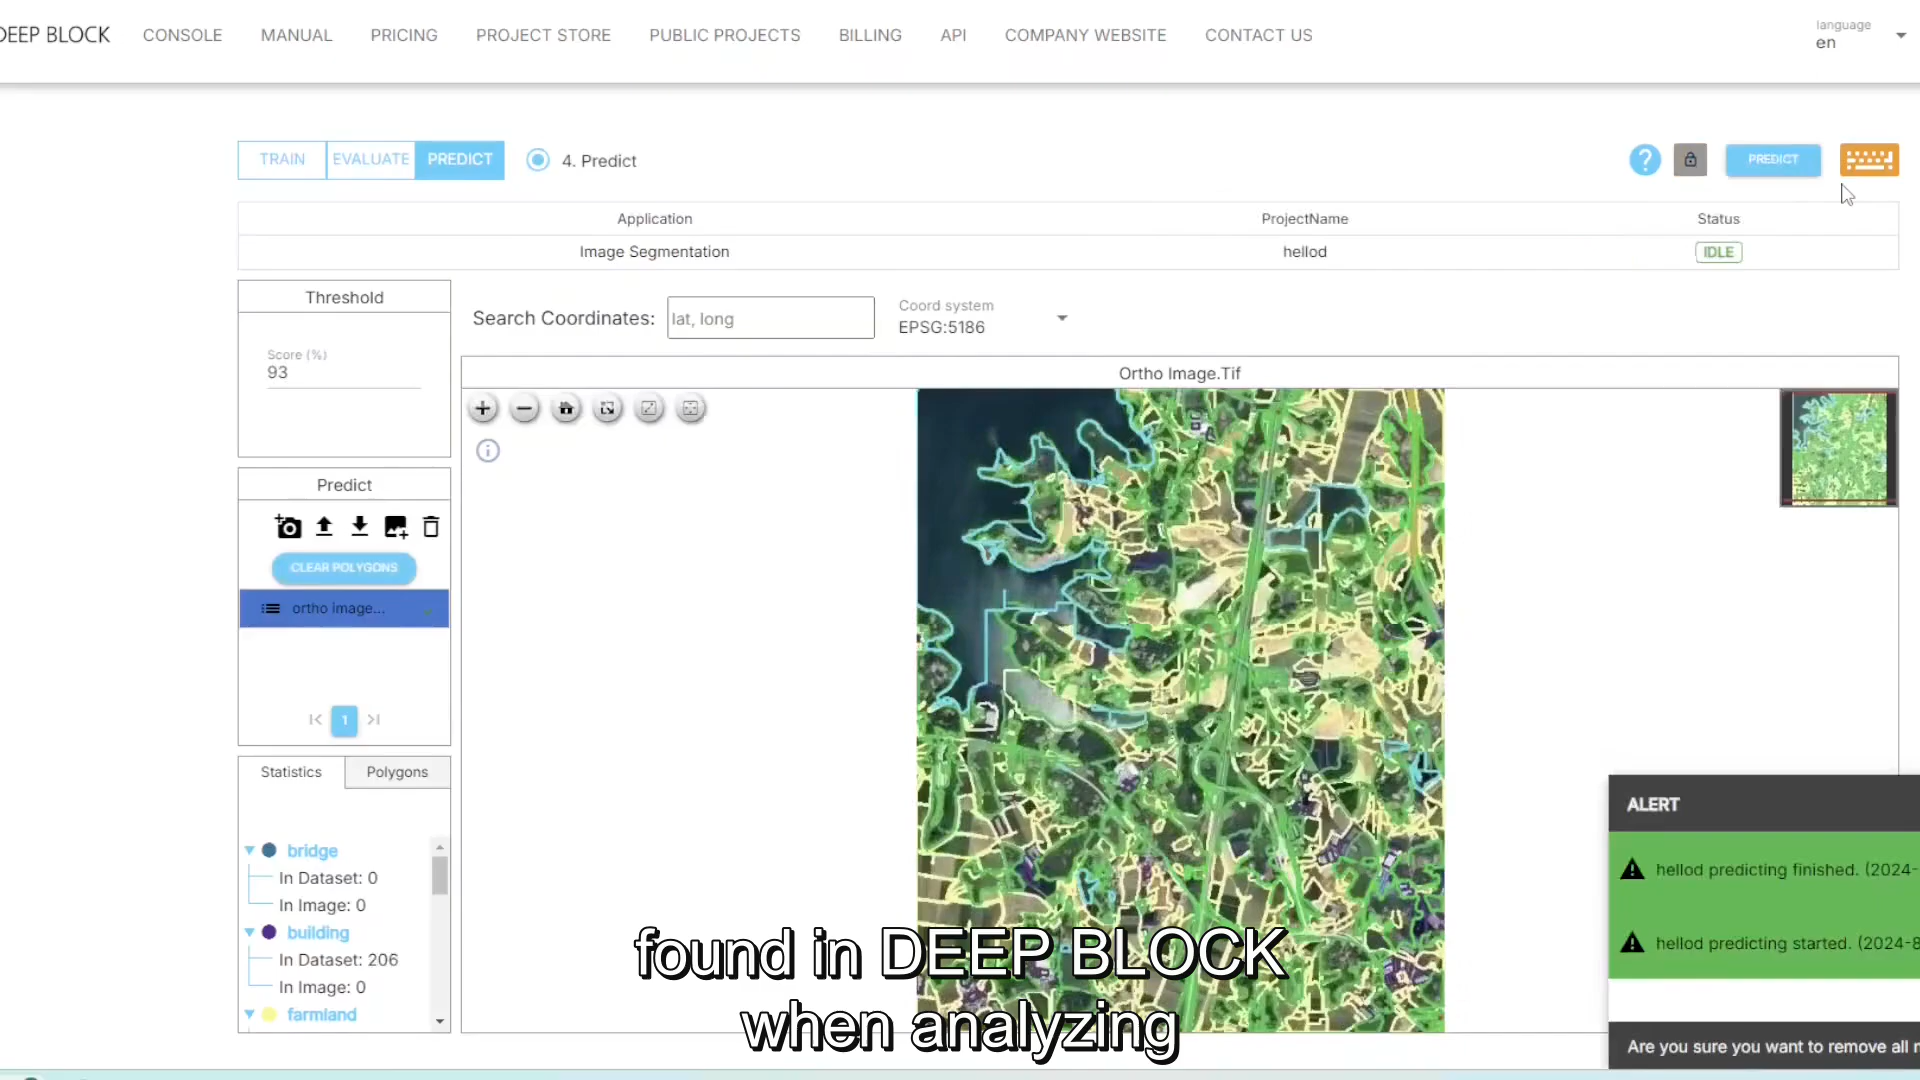 DEEP BLOCK CONSOLE MANUAL PRICING PROJECT STORE PUBLIC PROJECTS BILLING API COMPANY WEBSITE CONTACT US
language
en
TRAIN EVALUATE PREDICT 4. Predict ? PREDICT
Application ProjectName Status
Image Segmentation hellod IDLE
Threshold
Score (%)
93
Search Coordinates: lat, long
Coord system
EPSG:5186
Ortho Image.Tif
Predict
CLEAR POLYGONS
ortho image...
1
Statistics Polygons
bridge
In Dataset: 0
In Image: 0
building
In Dataset: 206
In Image: 0
farmland
ALERT
hellod predicting finished. (2024-
hellod predicting started. (2024-8
Are you sure you want to remove all
found in DEEP BLOCK
when analyzing